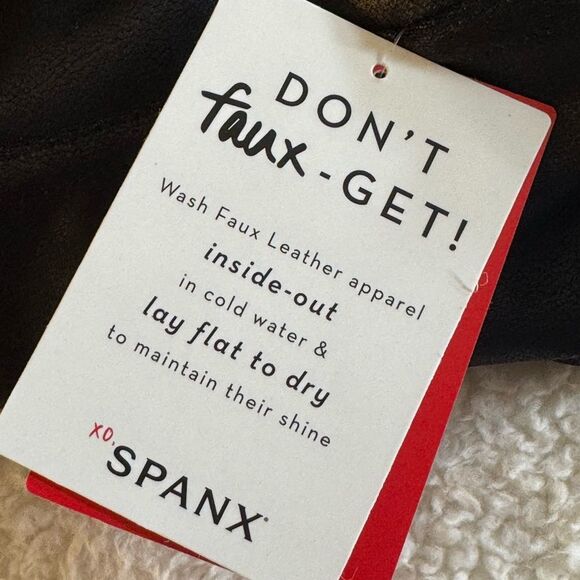 DON'T
faux-GET!
Wash Faux Leather apparel
inside-out
in cold water &
lay flat to dry
to maintain their shine
XO,
SPANX®